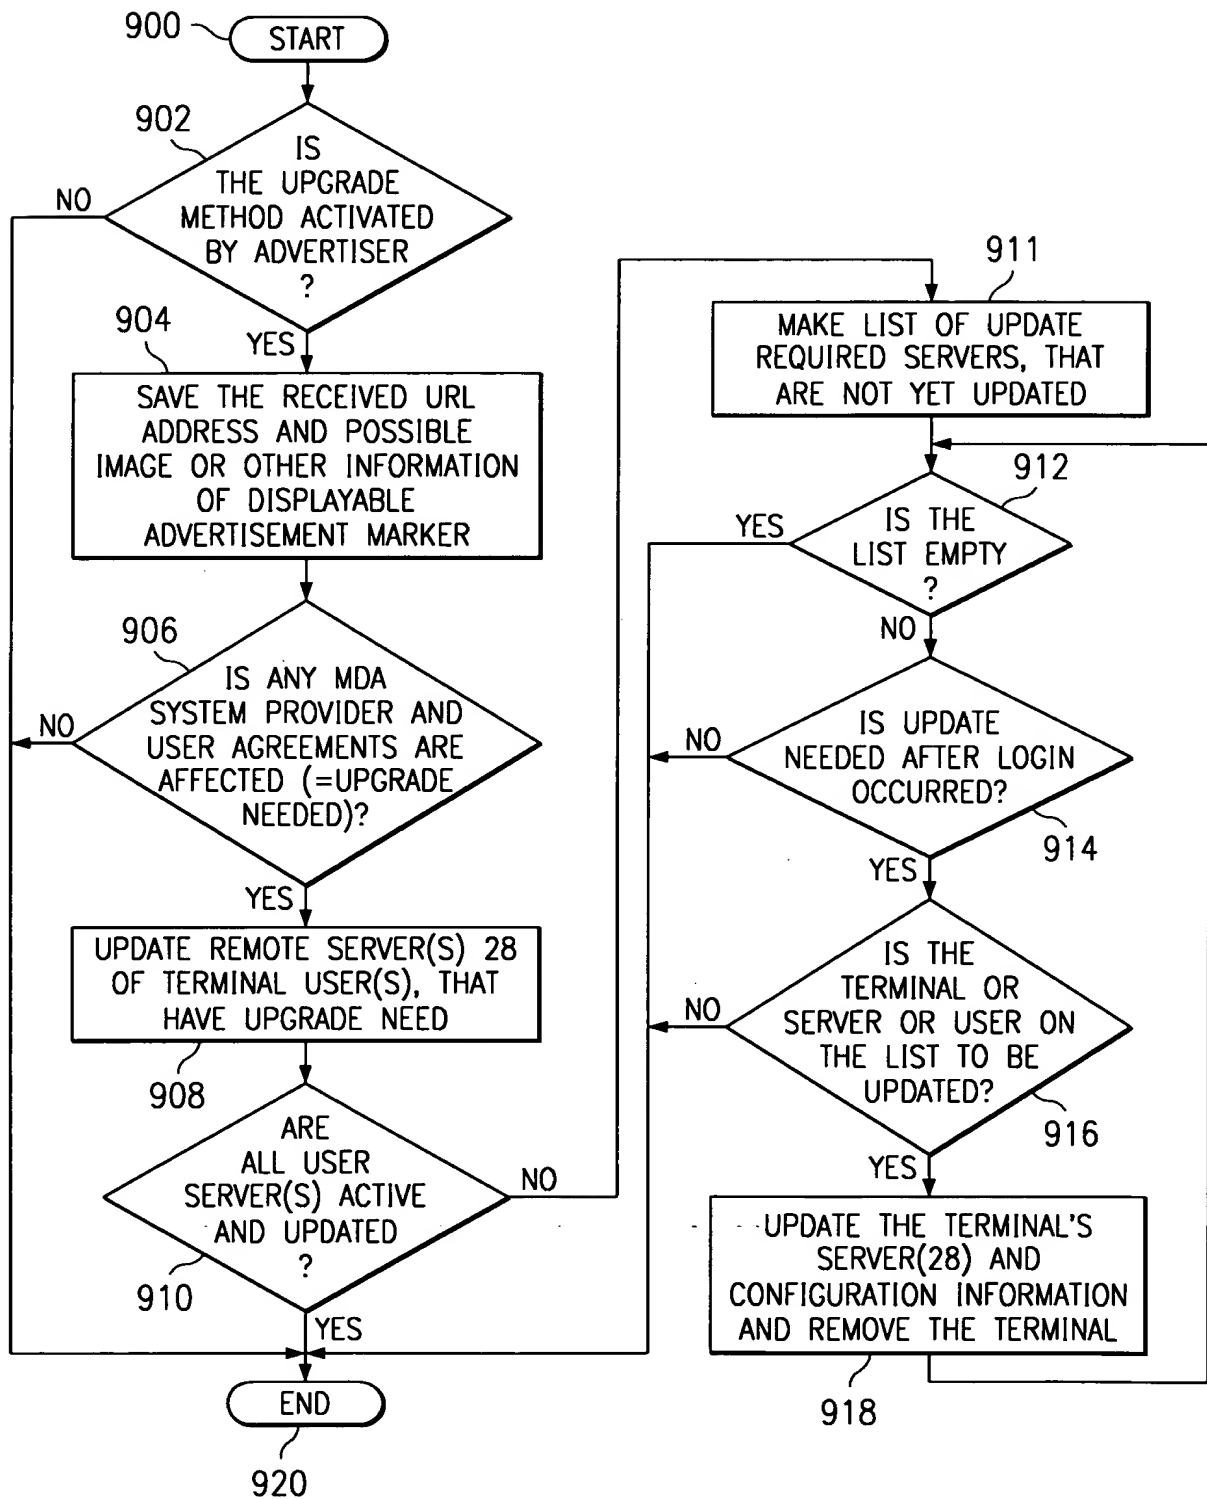 900
START
902
IS
THE UPGRADE
METHOD ACTIVATED
BY ADVERTISER
?
NO
YES
904
SAVE THE RECEIVED URL
ADDRESS AND POSSIBLE
IMAGE OR OTHER INFORMATION
OF DISPLAYABLE
ADVERTISEMENT MARKER
906
IS ANY MDA
SYSTEM PROVIDER AND
USER AGREEMENTS ARE
AFFECTED (=UPGRADE
NEEDED)?
NO
YES
UPDATE REMOTE SERVER(S) 28
OF TERMINAL USER(S), THAT
HAVE UPGRADE NEED
908
ARE
ALL USER
SERVER(S) ACTIVE
AND UPDATED
?
NO
910
YES
END
920
911
MAKE LIST OF UPDATE
REQUIRED SERVERS, THAT
ARE NOT YET UPDATED
912
IS THE
LIST EMPTY
?
YES
NO
IS UPDATE
NEEDED AFTER LOGIN
OCCURRED?
NO
914
YES
IS THE
TERMINAL OR
SERVER OR USER ON
THE LIST TO BE
UPDATED?
NO
916
YES
UPDATE THE TERMINAL'S
SERVER(28) AND
CONFIGURATION INFORMATION
AND REMOVE THE TERMINAL
918